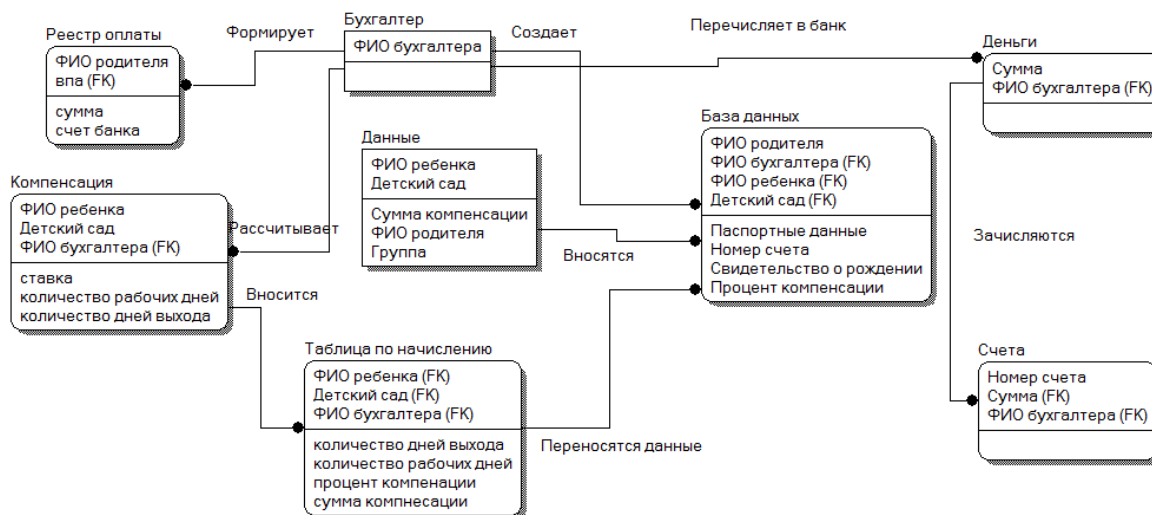 Реестр оплаты
ФИО родителя
впа (FK)
сумма
счет банка
Формирует
Бухгалтер
ФИО бухгалтера
Создает
Перечисляет в банк
Деньги
Сумма
ФИО бухгалтера (FK)
Данные
ФИО ребенка
Детский сад
Сумма компенсации
ФИО родителя
Группа
База данных
ФИО родителя
ФИО бухгалтера (FK)
ФИО ребенка (FK)
Детский сад (FK)
Паспортные данные
Номер счета
Свидетельство о рождении
Процент компенсации
Компенсация
ФИО ребенка
Детский сад
ФИО бухгалтера (FK)
ставка
количество рабочих дней
количество дней выхода
Рассчитывает
Вносятся
Зачисляются
Вносится
Таблица по начислению
ФИО ребенка (FK)
Детский сад (FK)
ФИО бухгалтера (FK)
количество дней выхода
количество рабочих дней
процент компенации
сумма компнесации
Переносятся данные
Счета
Номер счета
Сумма (FK)
ФИО бухгалтера (FK)